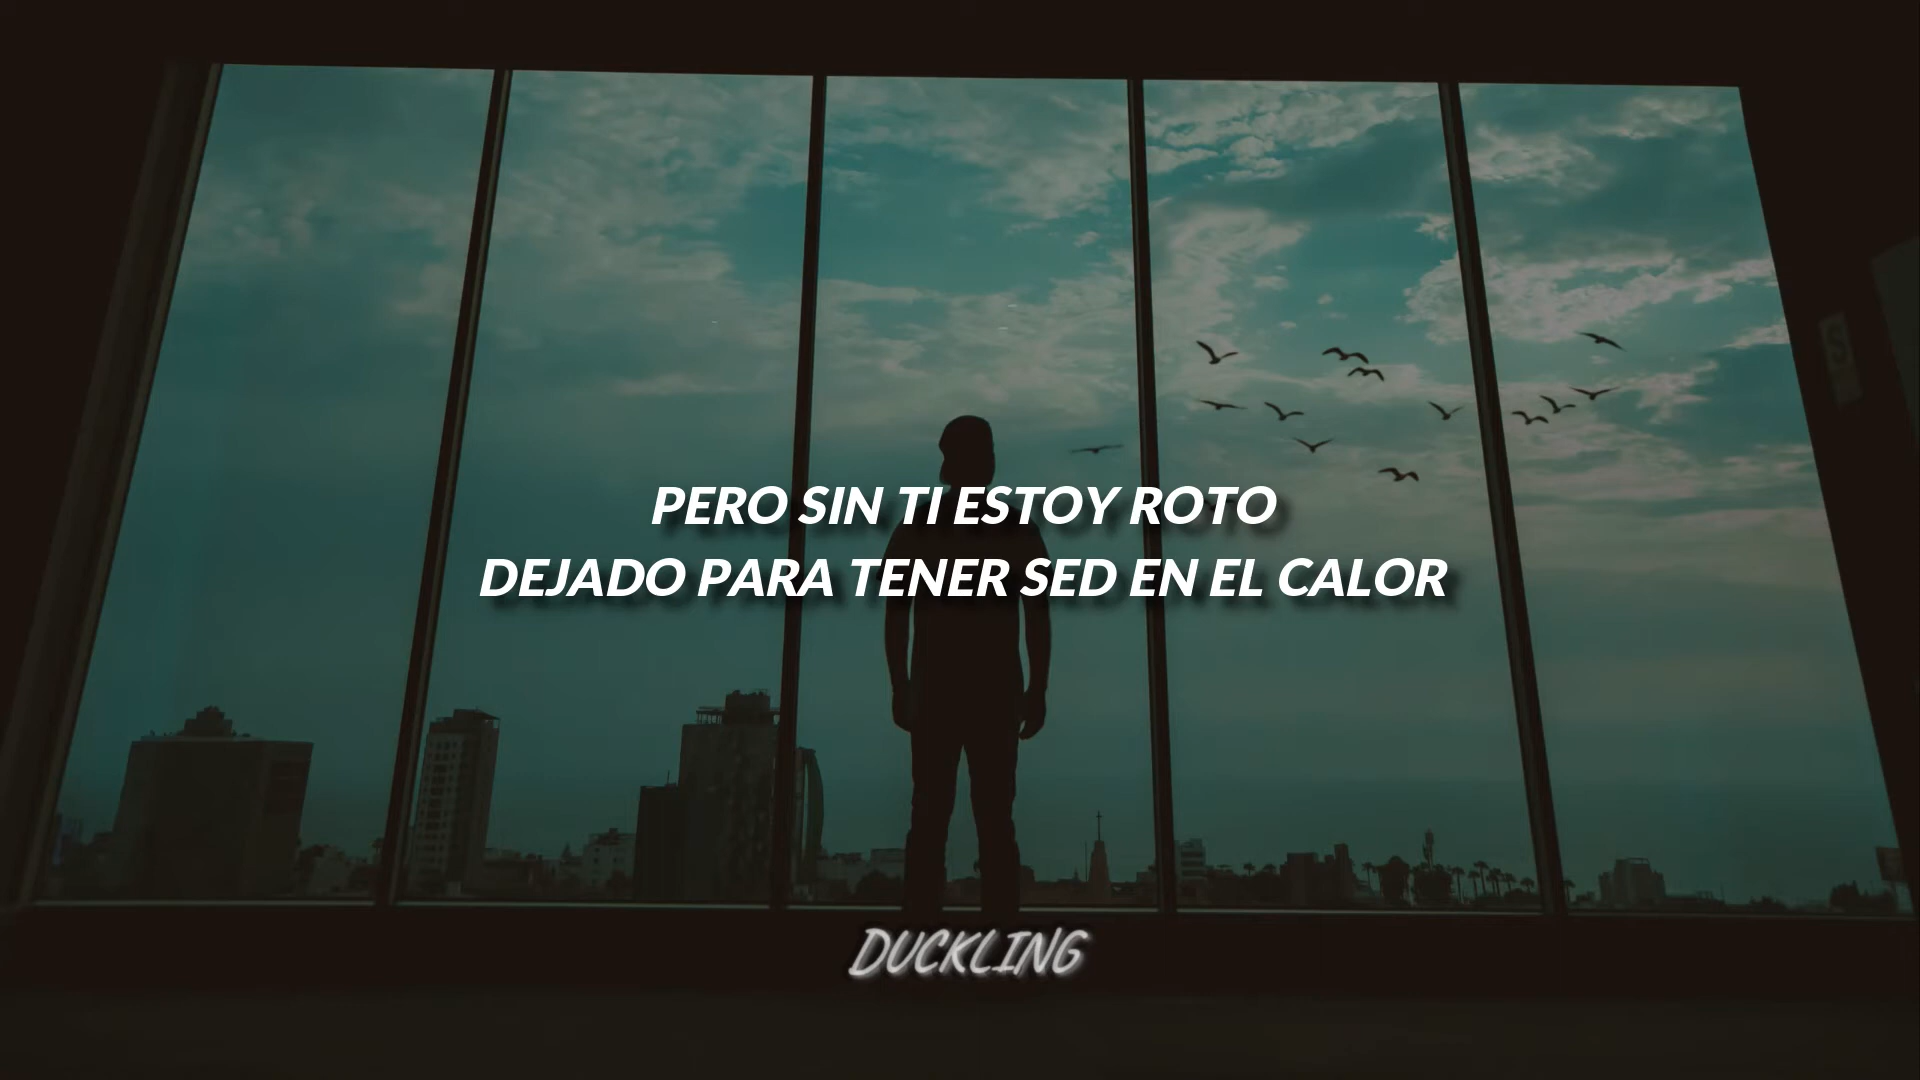 PERO SIN TI ESTOY ROTO
DEJADO PARA TENER SED EN EL CALOR
DUCKLING